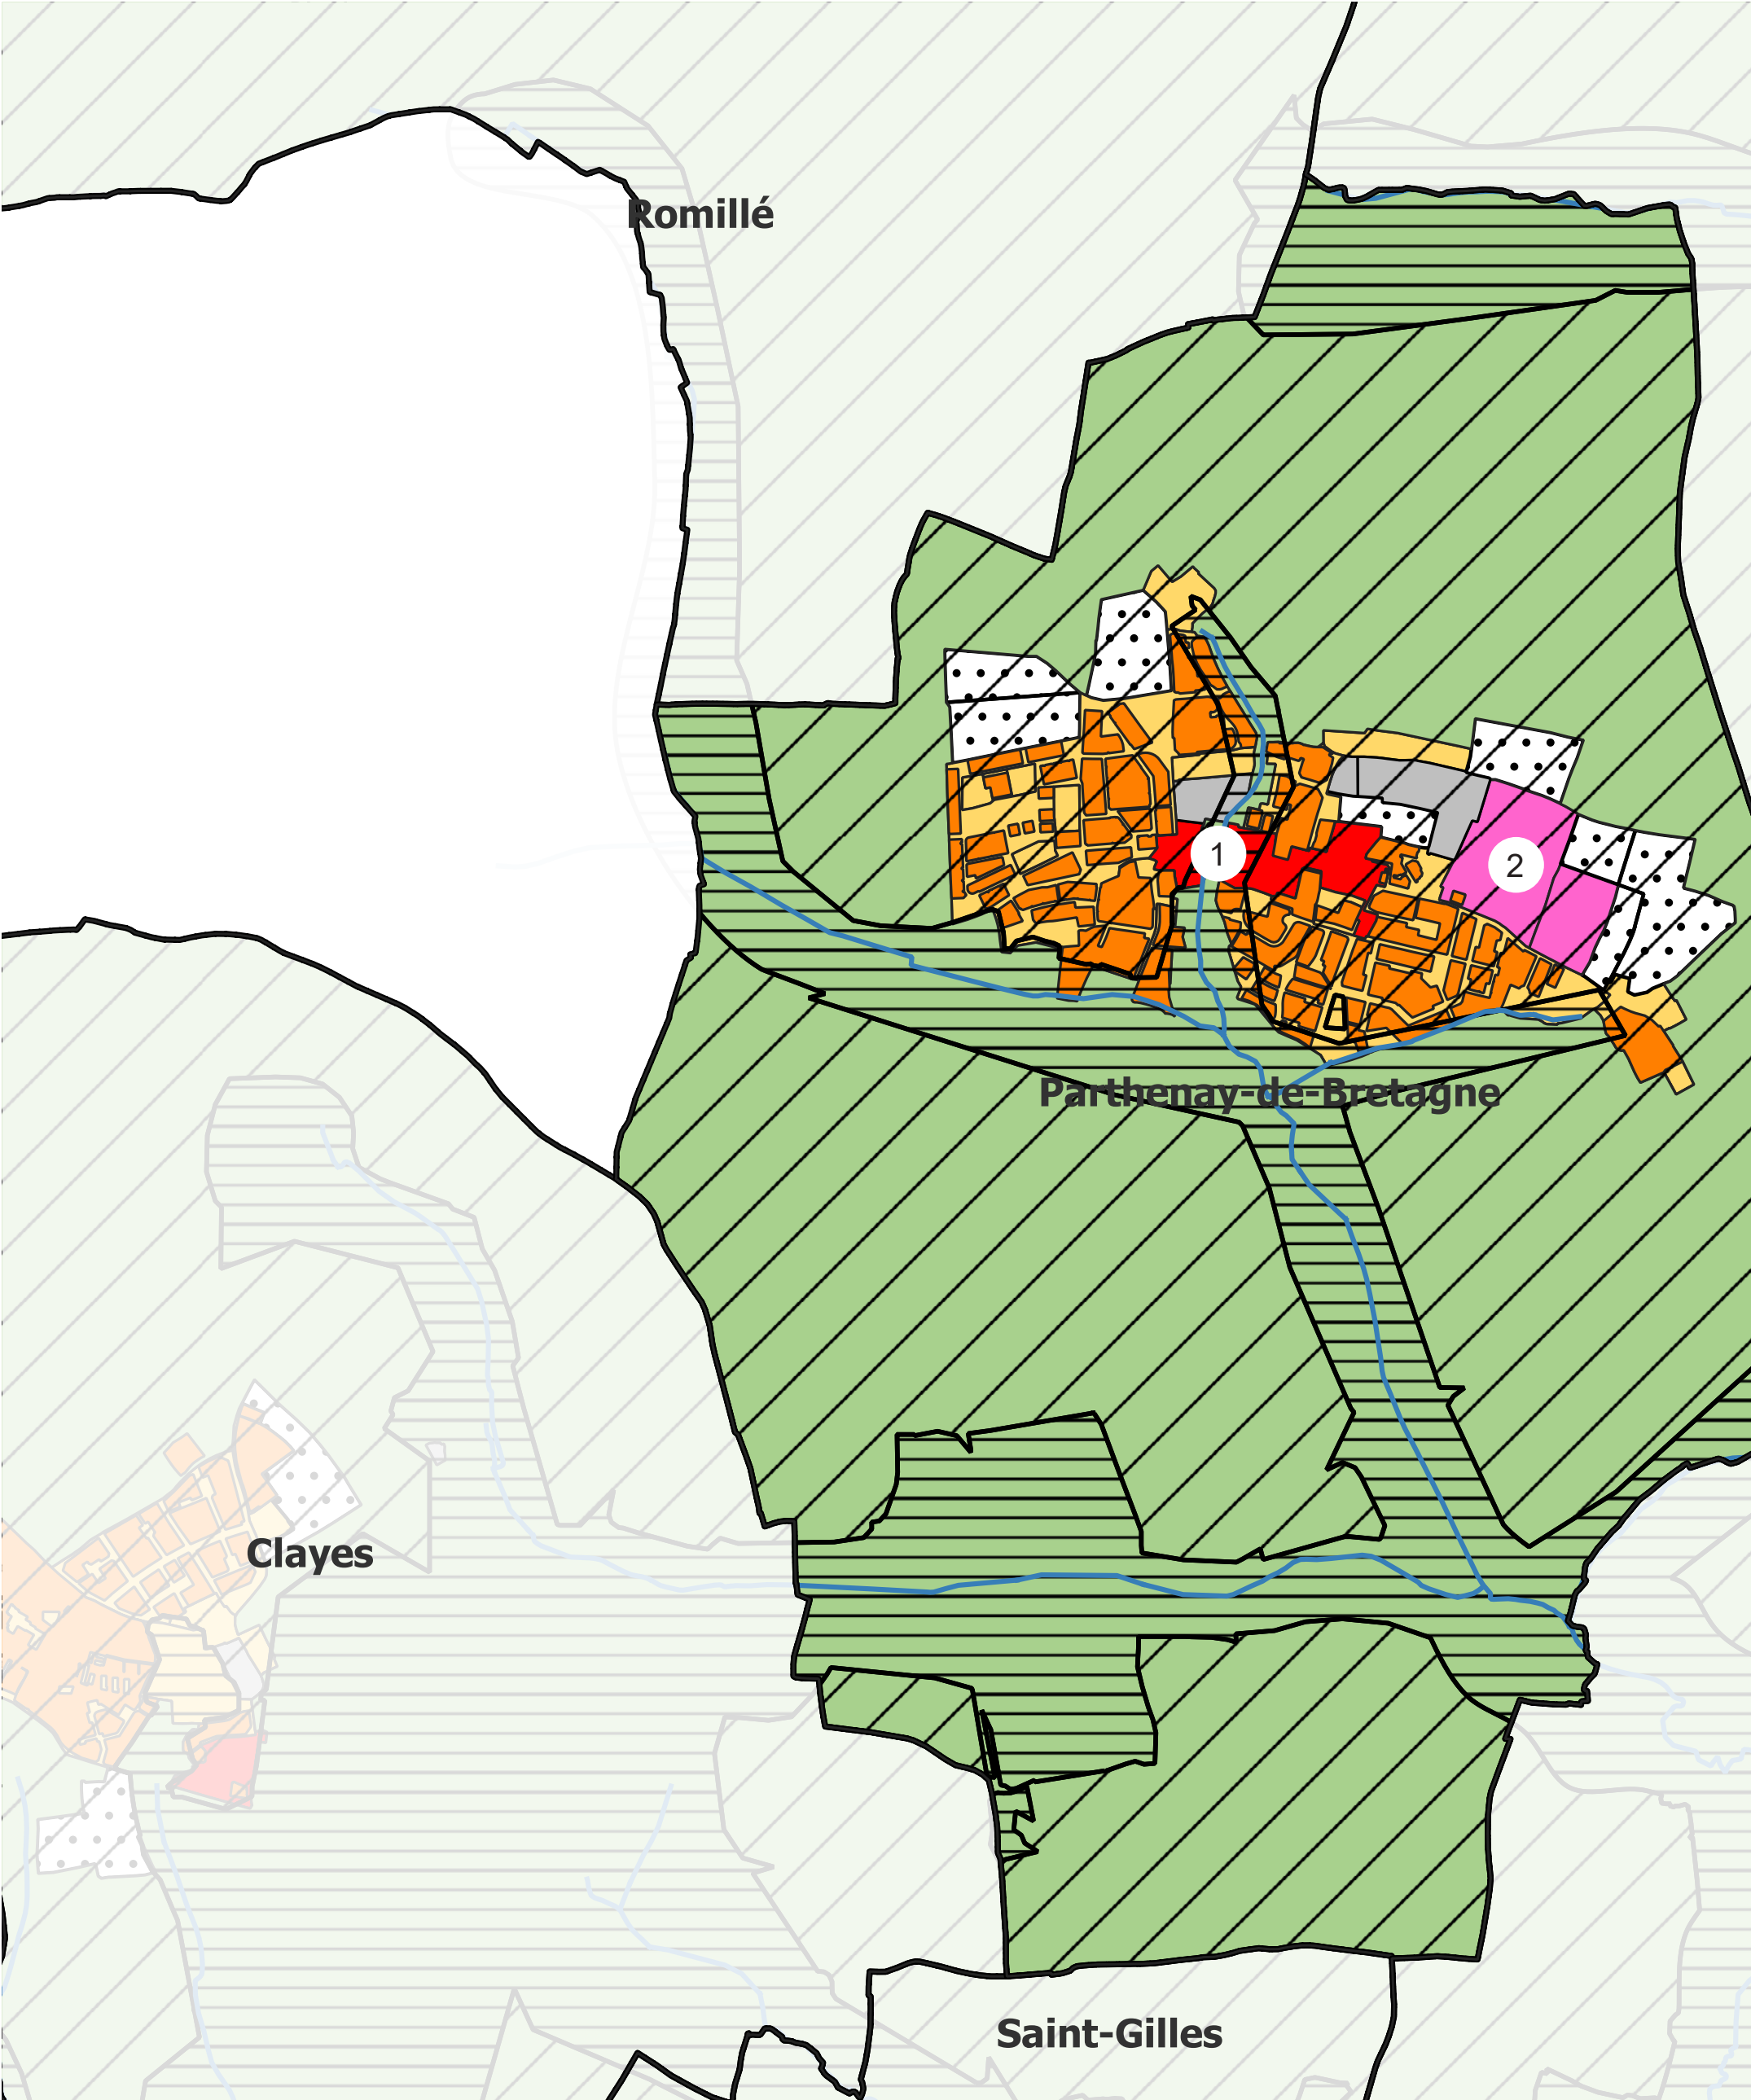 Romillé
1
2
Parthenay-de-Bretagne
Clayes
Saint-Gilles